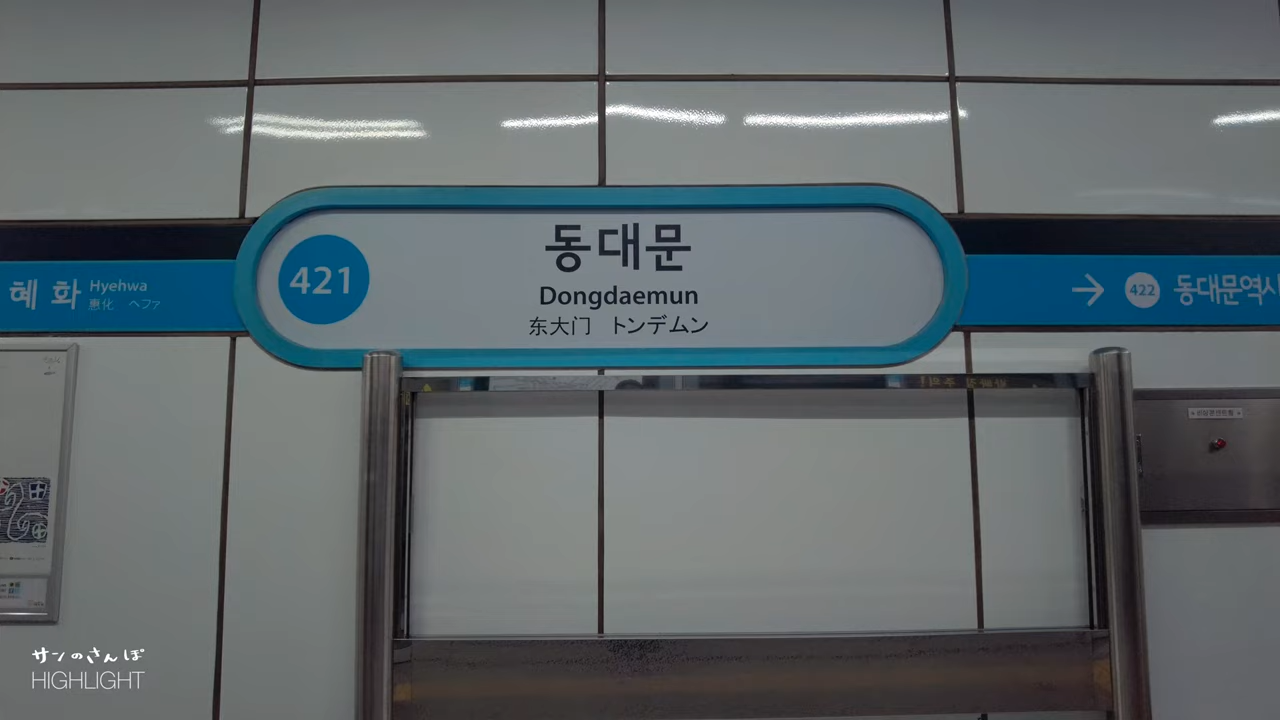 혜화
Hyehwa
惠化 ヘファ
421
동대문
Dongdaemun
东大门 トンデムン
→ 422 동대문역사
サンのさんぽ
HIGHLIGHT